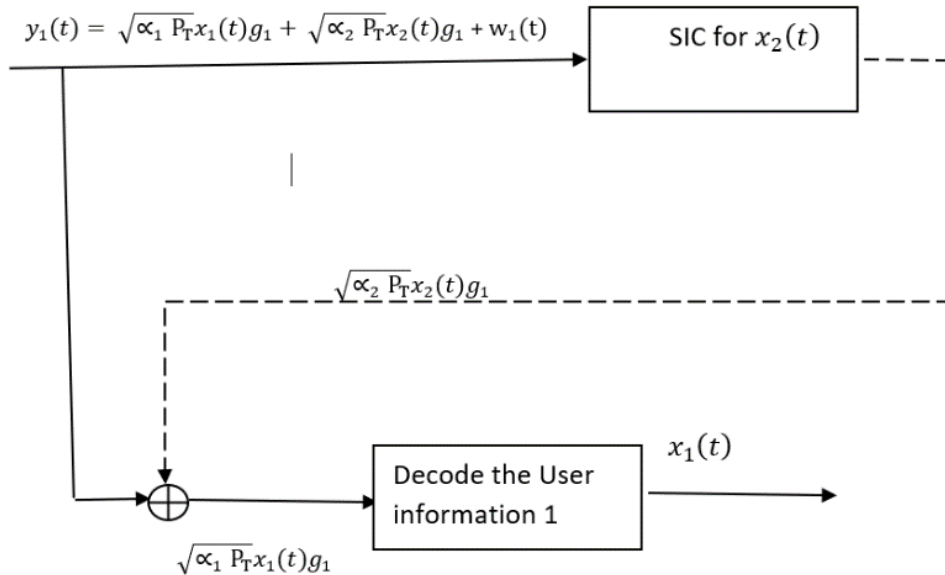 y₁(t) = √(∝₁ P_T)x₁(t)g₁ + √(∝₂ P_T)x₂(t)g₁ + w₁(t)
SIC for x₂(t)
√(∝₂ P_T)x₂(t)g₁
x₁(t)
Decode the User
information 1
√(∝₁ P_T)x₁(t)g₁